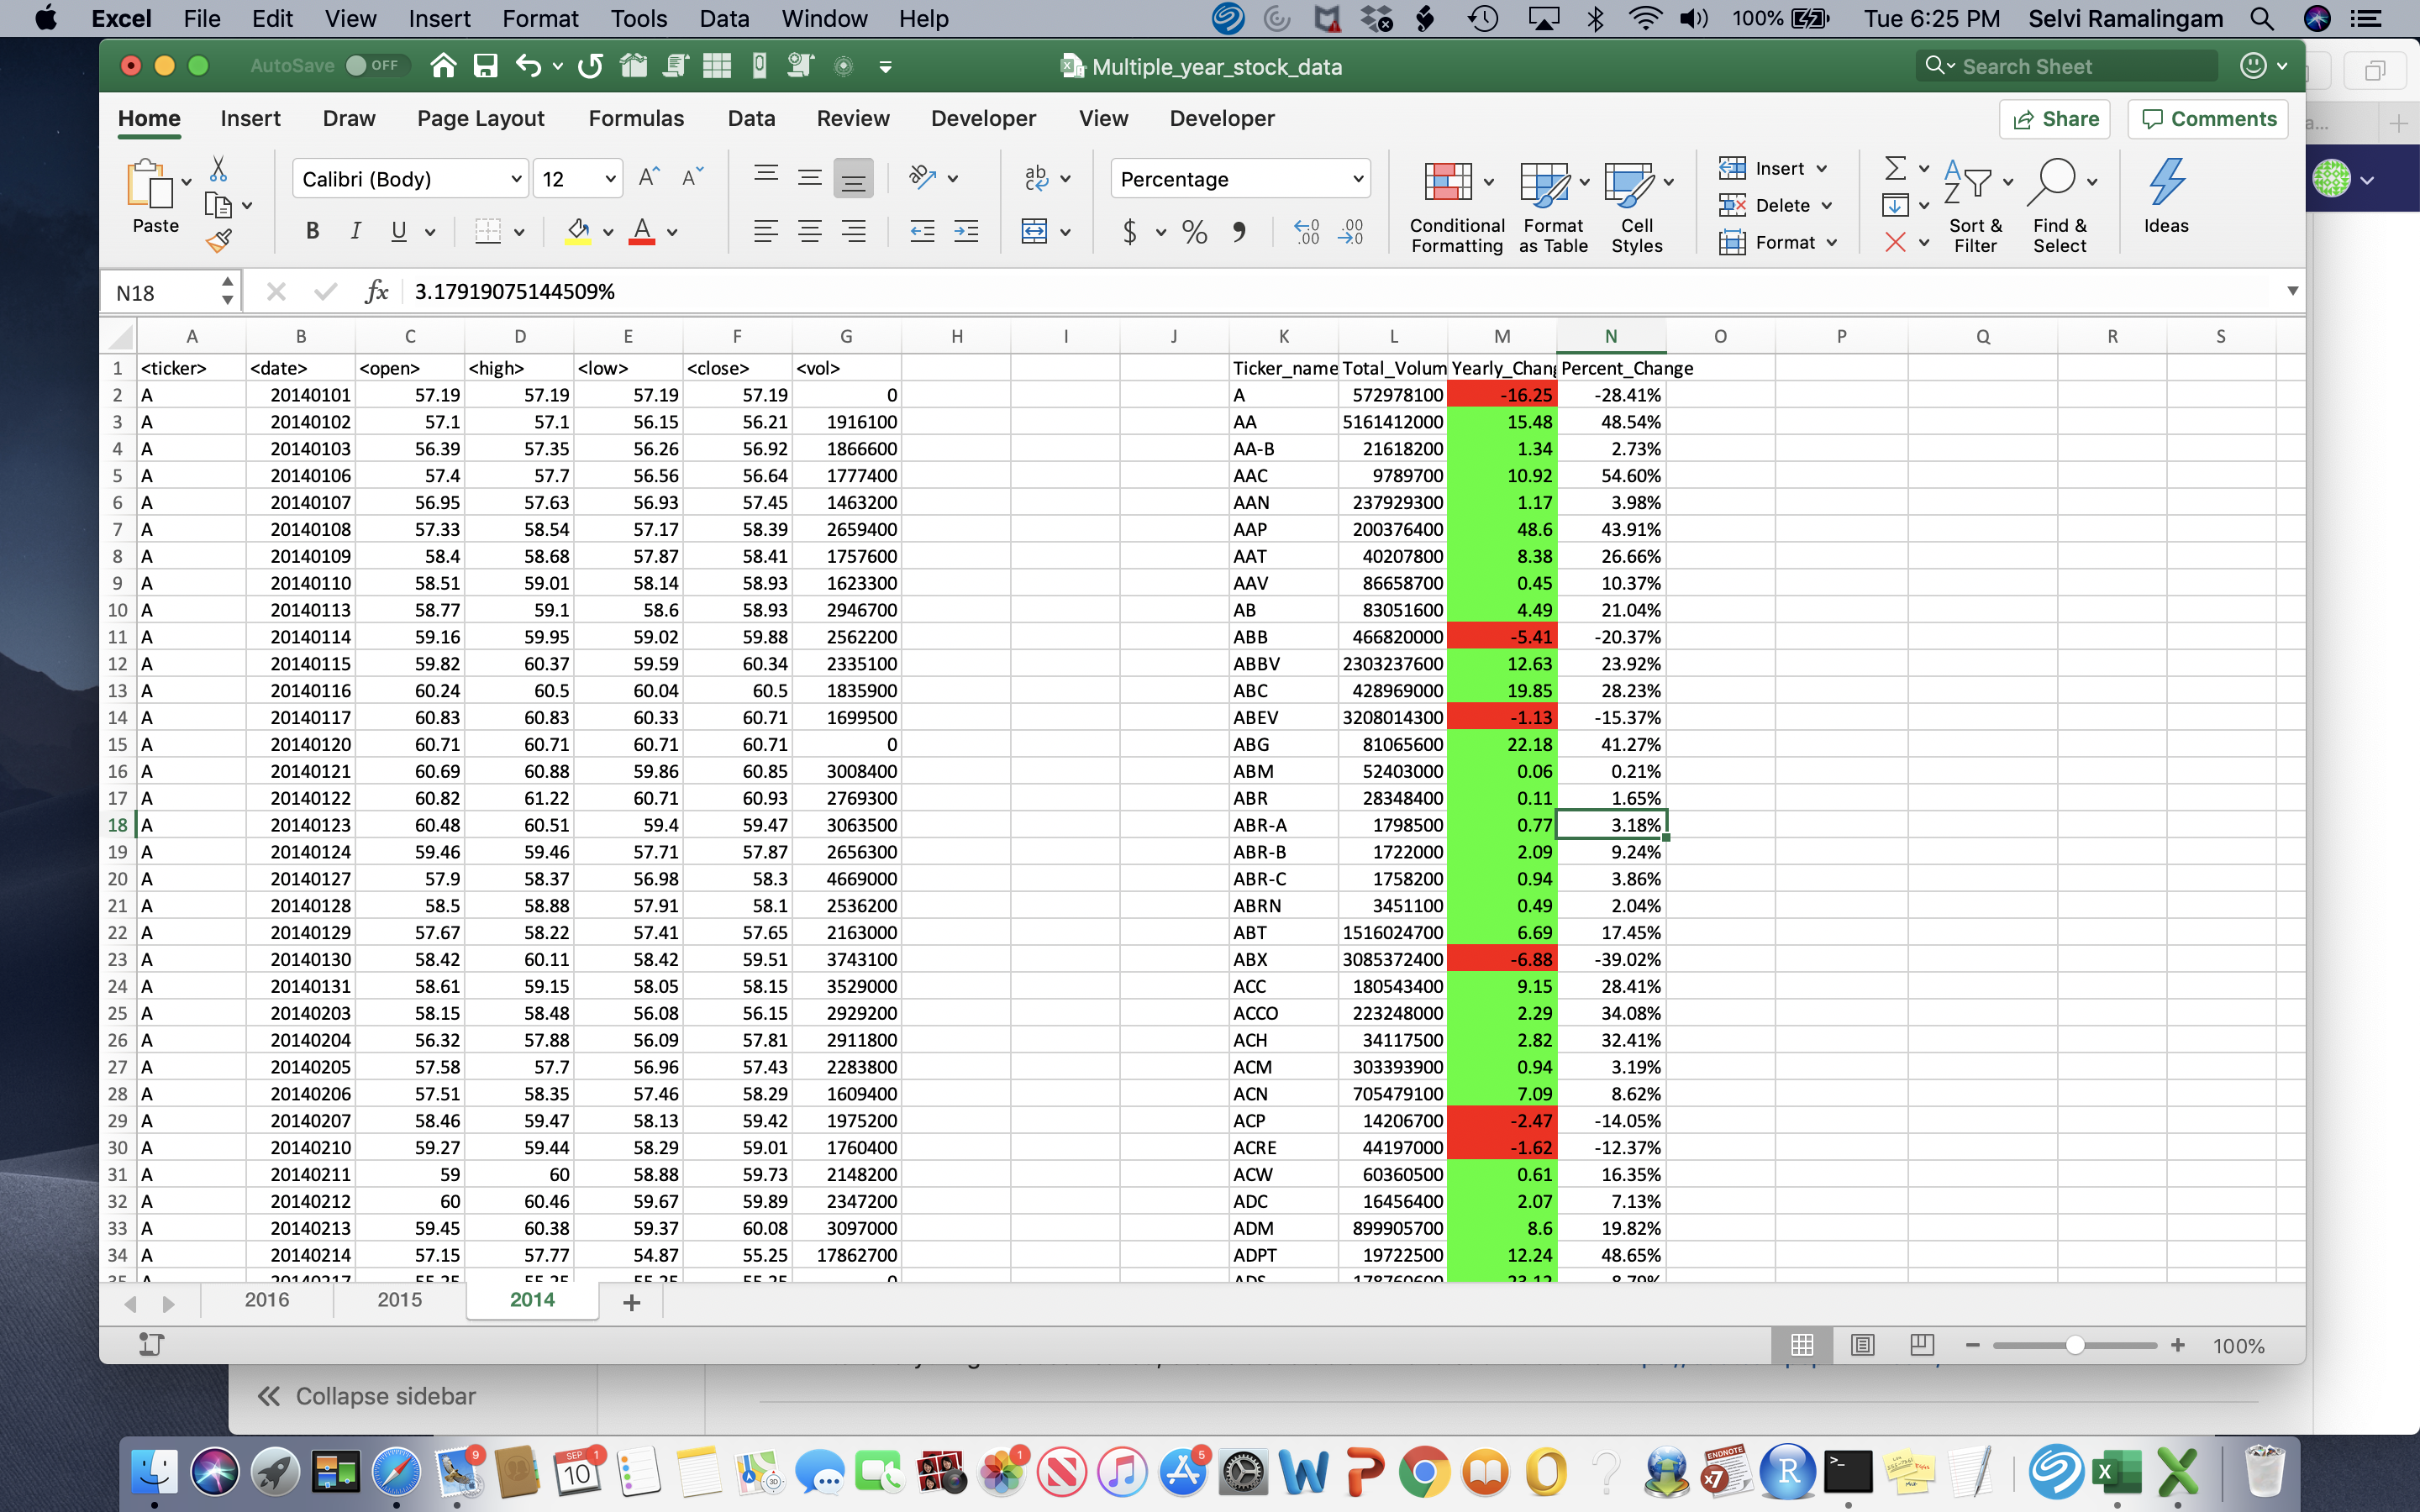 Excel File Edit View Insert Format Tools Data Window Help 100% Tue 6:25 PM Selvi Ramalingam
AutoSave OFF Multiple_year_stock_data Search Sheet
Home Insert Draw Page Layout Formulas Data Review Developer View Developer Share Comments
Paste Calibri (Body) 12 Percentage Conditional Formatting Format as Table Cell Styles Insert Delete Format Sort & Filter Find & Select Ideas
N18 fx 3.17919075144509%
A B C D E F G H I J K L M N O P Q R S
1 <ticker> <date> <open> <high> <low> <close> <vol> Ticker_name Total_Volum Yearly_Chang Percent_Change
2 A 20140101 57.19 57.19 57.19 57.19 0 A 572978100 -16.25 -28.41%
3 A 20140102 57.1 57.1 56.15 56.21 1916100 AA 5161412000 15.48 48.54%
4 A 20140103 56.39 57.35 56.26 56.92 1866600 AA-B 21618200 1.34 2.73%
5 A 20140106 57.4 57.7 56.56 56.64 1777400 AAC 9789700 10.92 54.60%
6 A 20140107 56.95 57.63 56.93 57.45 1463200 AAN 237929300 1.17 3.98%
7 A 20140108 57.33 58.54 57.17 58.39 2659400 AAP 200376400 48.6 43.91%
8 A 20140109 58.4 58.68 57.87 58.41 1757600 AAT 40207800 8.38 26.66%
9 A 20140110 58.51 59.01 58.14 58.93 1623300 AAV 86658700 0.45 10.37%
10 A 20140113 58.77 59.1 58.6 58.93 2946700 AB 83051600 4.49 21.04%
11 A 20140114 59.16 59.95 59.02 59.88 2562200 ABB 466820000 -5.41 -20.37%
12 A 20140115 59.82 60.37 59.59 60.34 2335100 ABBV 2303237600 12.63 23.92%
13 A 20140116 60.24 60.5 60.04 60.5 1835900 ABC 428969000 19.85 28.23%
14 A 20140117 60.83 60.83 60.33 60.71 1699500 ABEV 3208014300 -1.13 -15.37%
15 A 20140120 60.71 60.71 60.71 60.71 0 ABG 81065600 22.18 41.27%
16 A 20140121 60.69 60.88 59.86 60.85 3008400 ABM 52403000 0.06 0.21%
17 A 20140122 60.82 61.22 60.71 60.93 2769300 ABR 28348400 0.11 1.65%
18 A 20140123 60.48 60.51 59.4 59.47 3063500 ABR-A 1798500 0.77 3.18%
19 A 20140124 59.46 59.46 57.71 57.87 2656300 ABR-B 1722000 2.09 9.24%
20 A 20140127 57.9 58.37 56.98 58.3 4669000 ABR-C 1758200 0.94 3.86%
21 A 20140128 58.5 58.88 57.91 58.1 2536200 ABRN 3451100 0.49 2.04%
22 A 20140129 57.67 58.22 57.41 57.65 2163000 ABT 1516024700 6.69 17.45%
23 A 20140130 58.42 60.11 58.42 59.51 3743100 ABX 3085372400 -6.88 -39.02%
24 A 20140131 58.61 59.15 58.05 58.15 3529000 ACC 180543400 9.15 28.41%
25 A 20140203 58.15 58.48 56.08 56.15 2929200 ACCO 223248000 2.29 34.08%
26 A 20140204 56.32 57.88 56.09 57.81 2911800 ACH 34117500 2.82 32.41%
27 A 20140205 57.58 57.7 56.96 57.43 2283800 ACM 303393900 0.94 3.19%
28 A 20140206 57.51 58.35 57.46 58.29 1609400 ACN 705479100 7.09 8.62%
29 A 20140207 58.46 59.47 58.13 59.42 1975200 ACP 14206700 -2.47 -14.05%
30 A 20140210 59.27 59.44 58.29 59.01 1760400 ACRE 44197000 -1.62 -12.37%
31 A 20140211 59 60 58.88 59.73 2148200 ACW 60360500 0.61 16.35%
32 A 20140212 60 60.46 59.67 59.89 2347200 ADC 16456400 2.07 7.13%
33 A 20140213 59.45 60.38 59.37 60.08 3097000 ADM 899905700 8.6 19.82%
34 A 20140214 57.15 57.77 54.87 55.25 17862700 ADPT 19722500 12.24 48.65%
35 A 20140217 55.25 55.25 55.25 55.25 0 ADS 178760600 23.12 8.79%
2016 2015 2014 +
100%
Collapse sidebar
9 SEP 10 1 1 5 ENDNOTE X7 R